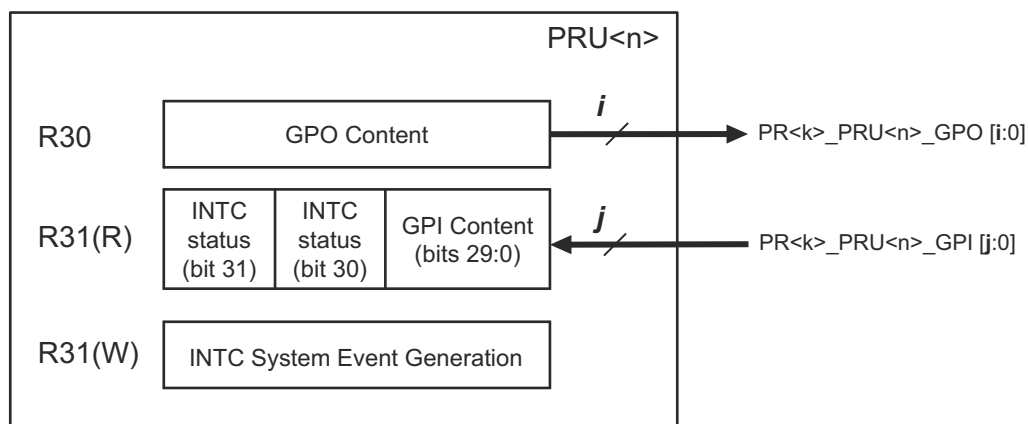 PRU<n>
i
R30
GPO Content
PR<k>_PRU<n>_GPO [i:0]
R31(R)
INTC
status
(bit 31)
INTC
status
(bit 30)
GPI Content
(bits 29:0)
j
PR<k>_PRU<n>_GPI [j:0]
R31(W)
INTC System Event Generation